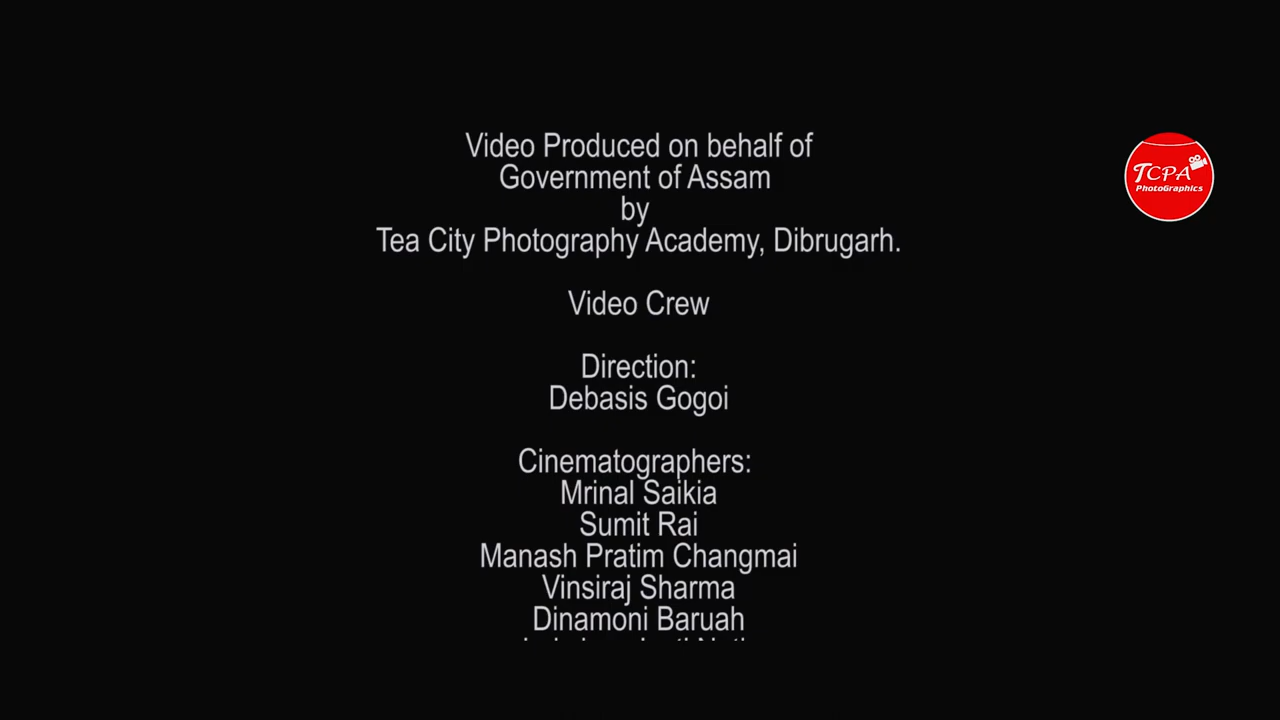 Video Produced on behalf of
Government of Assam
by
Tea City Photography Academy, Dibrugarh.
Video Crew
Direction:
Debasis Gogoi
Cinematographers:
Mrinal Saikia
Sumit Rai
Manash Pratim Changmai
Vinsiraj Sharma
Dinamoni Baruah
TCPA
PhotoGraphics